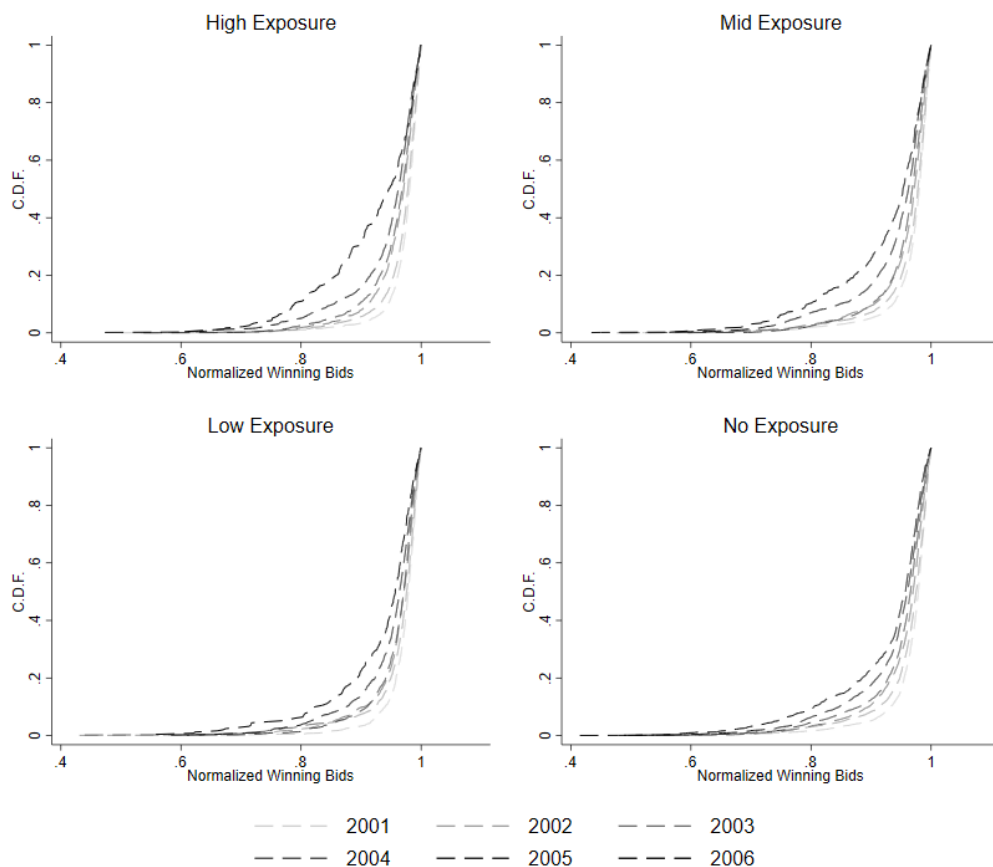 High Exposure
C.D.F.
0 .2 .4 .6 .8 1
.4 .6 .8 1
Normalized Winning Bids
Mid Exposure
C.D.F.
0 .2 .4 .6 .8 1
.4 .6 .8 1
Normalized Winning Bids
Low Exposure
C.D.F.
0 .2 .4 .6 .8 1
.4 .6 .8 1
Normalized Winning Bids
No Exposure
C.D.F.
0 .2 .4 .6 .8 1
.4 .6 .8 1
Normalized Winning Bids
2001 2002 2003
2004 2005 2006